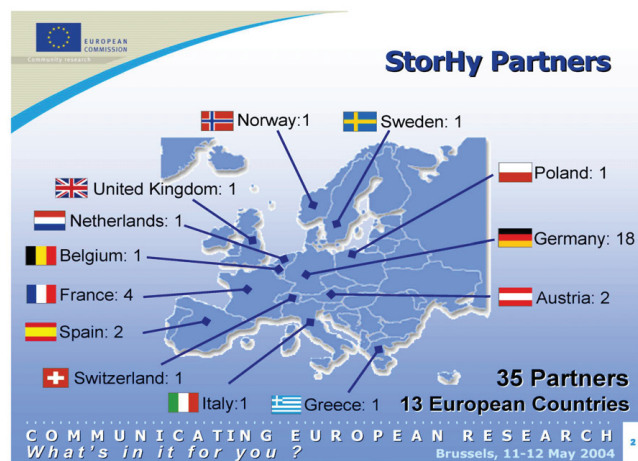 EUROPEAN
COMMISSION
Community research
StorHy Partners
Norway:1
Sweden: 1
United Kingdom: 1
Poland: 1
Netherlands: 1
Germany: 18
Belgium: 1
France: 4
Austria: 2
Spain: 2
Switzerland: 1
Italy:1
Greece: 1
35 Partners
13 European Countries
COMMUNICATING EUROPEAN RESEARCH
What's in it for you ?
Brussels, 11-12 May 2004
2